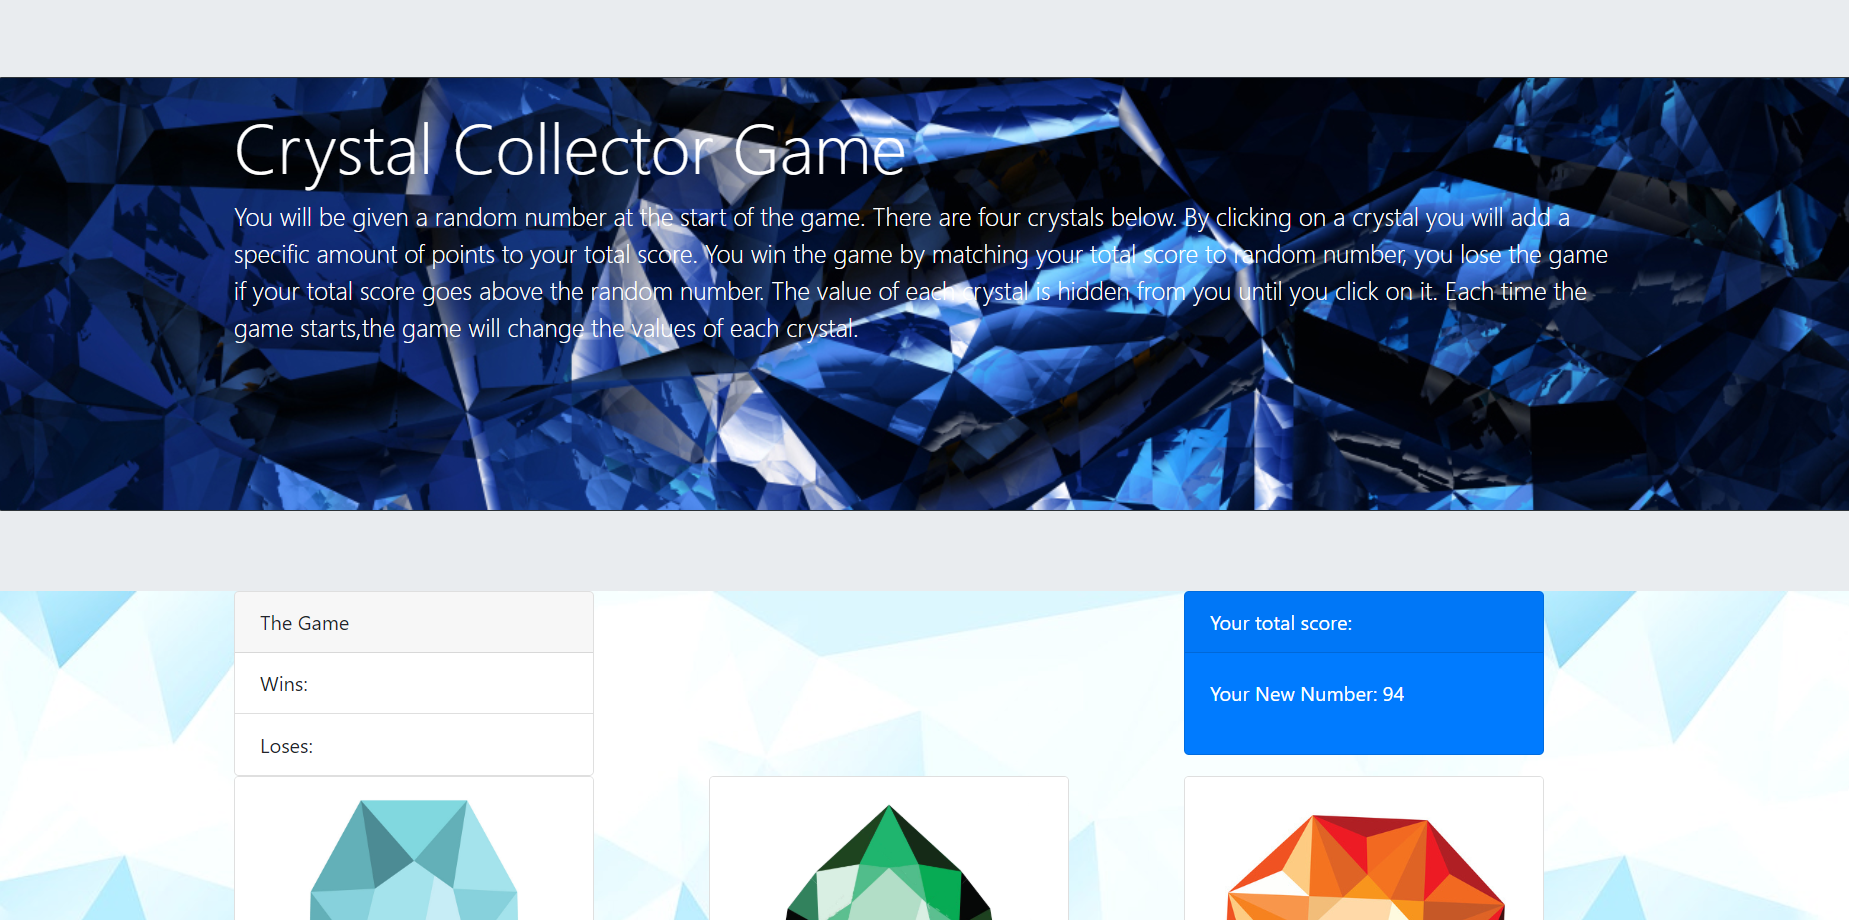 Crystal Collector Game
You will be given a random number at the start of the game. There are four crystals below. By clicking on a crystal you will add a
specific amount of points to your total score. You win the game by matching your total score to random number, you lose the game
if your total score goes above the random number. The value of each crystal is hidden from you until you click on it. Each time the
game starts,the game will change the values of each crystal.
The Game
Wins:
Loses:
Your total score:
Your New Number: 94